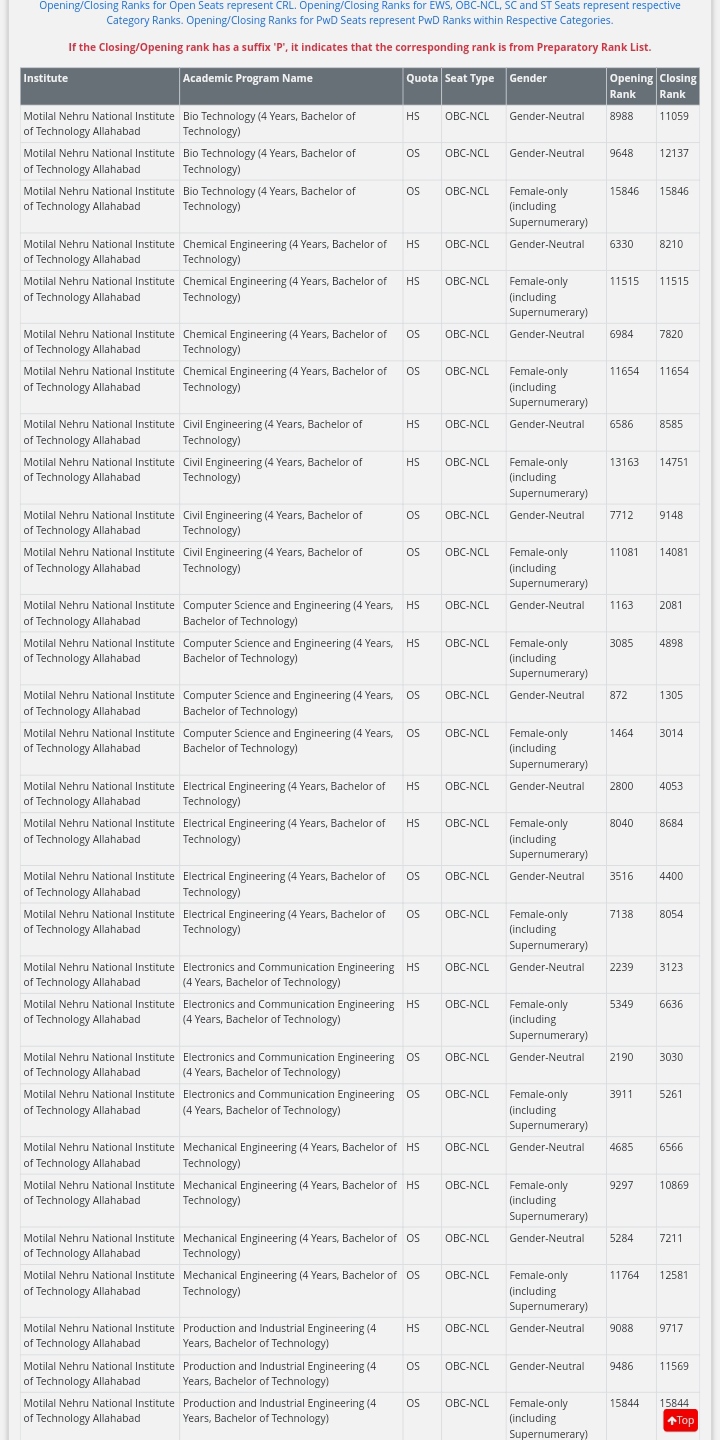 Opening/Closing Ranks for Open Seats represent CRL. Opening/Closing Ranks for EWS, OBC-NCL, SC and ST Seats represent respective
Category Ranks. Opening/Closing Ranks for PwD Seats represent PwD Ranks within Respective Categories.
If the Closing/Opening rank has a suffix 'P', it indicates that the corresponding rank is from Preparatory Rank List.
Institute Academic Program Name Quota Seat Type Gender Opening Closing
Rank Rank
Motilal Nehru National Institute Bio Technology (4 Years, Bachelor of HS OBC-NCL Gender-Neutral 8988 11059
of Technology Allahabad Technology)
Motilal Nehru National Institute Bio Technology (4 Years, Bachelor of OS OBC-NCL Gender-Neutral 9648 12137
of Technology Allahabad Technology)
Motilal Nehru National Institute Bio Technology (4 Years, Bachelor of OS OBC-NCL Female-only 15846 15846
of Technology Allahabad Technology) (including
Supernumerary)
Motilal Nehru National Institute Chemical Engineering (4 Years, Bachelor of HS OBC-NCL Gender-Neutral 6330 8210
of Technology Allahabad Technology)
Motilal Nehru National Institute Chemical Engineering (4 Years, Bachelor of HS OBC-NCL Female-only 11515 11515
of Technology Allahabad Technology) (including
Supernumerary)
Motilal Nehru National Institute Chemical Engineering (4 Years, Bachelor of OS OBC-NCL Gender-Neutral 6984 7820
of Technology Allahabad Technology)
Motilal Nehru National Institute Chemical Engineering (4 Years, Bachelor of OS OBC-NCL Female-only 11654 11654
of Technology Allahabad Technology) (including
Supernumerary)
Motilal Nehru National Institute Civil Engineering (4 Years, Bachelor of HS OBC-NCL Gender-Neutral 6586 8585
of Technology Allahabad Technology)
Motilal Nehru National Institute Civil Engineering (4 Years, Bachelor of HS OBC-NCL Female-only 13163 14751
of Technology Allahabad Technology) (including
Supernumerary)
Motilal Nehru National Institute Civil Engineering (4 Years, Bachelor of OS OBC-NCL Gender-Neutral 7712 9148
of Technology Allahabad Technology)
Motilal Nehru National Institute Civil Engineering (4 Years, Bachelor of OS OBC-NCL Female-only 11081 14081
of Technology Allahabad Technology) (including
Supernumerary)
Motilal Nehru National Institute Computer Science and Engineering (4 Years, HS OBC-NCL Gender-Neutral 1163 2081
of Technology Allahabad Bachelor of Technology)
Motilal Nehru National Institute Computer Science and Engineering (4 Years, HS OBC-NCL Female-only 3085 4898
of Technology Allahabad Bachelor of Technology) (including
Supernumerary)
Motilal Nehru National Institute Computer Science and Engineering (4 Years, OS OBC-NCL Gender-Neutral 872 1305
of Technology Allahabad Bachelor of Technology)
Motilal Nehru National Institute Computer Science and Engineering (4 Years, OS OBC-NCL Female-only 1464 3014
of Technology Allahabad Bachelor of Technology) (including
Supernumerary)
Motilal Nehru National Institute Electrical Engineering (4 Years, Bachelor of HS OBC-NCL Gender-Neutral 2800 4053
of Technology Allahabad Technology)
Motilal Nehru National Institute Electrical Engineering (4 Years, Bachelor of HS OBC-NCL Female-only 8040 8684
of Technology Allahabad Technology) (including
Supernumerary)
Motilal Nehru National Institute Electrical Engineering (4 Years, Bachelor of OS OBC-NCL Gender-Neutral 3516 4400
of Technology Allahabad Technology)
Motilal Nehru National Institute Electrical Engineering (4 Years, Bachelor of OS OBC-NCL Female-only 7138 8054
of Technology Allahabad Technology) (including
Supernumerary)
Motilal Nehru National Institute Electronics and Communication Engineering HS OBC-NCL Gender-Neutral 2239 3123
of Technology Allahabad (4 Years, Bachelor of Technology)
Motilal Nehru National Institute Electronics and Communication Engineering HS OBC-NCL Female-only 5349 6636
of Technology Allahabad (4 Years, Bachelor of Technology) (including
Supernumerary)
Motilal Nehru National Institute Electronics and Communication Engineering OS OBC-NCL Gender-Neutral 2190 3030
of Technology Allahabad (4 Years, Bachelor of Technology)
Motilal Nehru National Institute Electronics and Communication Engineering OS OBC-NCL Female-only 3911 5261
of Technology Allahabad (4 Years, Bachelor of Technology) (including
Supernumerary)
Motilal Nehru National Institute Mechanical Engineering (4 Years, Bachelor of HS OBC-NCL Gender-Neutral 4685 6566
of Technology Allahabad Technology)
Motilal Nehru National Institute Mechanical Engineering (4 Years, Bachelor of HS OBC-NCL Female-only 9297 10869
of Technology Allahabad Technology) (including
Supernumerary)
Motilal Nehru National Institute Mechanical Engineering (4 Years, Bachelor of OS OBC-NCL Gender-Neutral 5284 7211
of Technology Allahabad Technology)
Motilal Nehru National Institute Mechanical Engineering (4 Years, Bachelor of OS OBC-NCL Female-only 11764 12581
of Technology Allahabad Technology) (including
Supernumerary)
Motilal Nehru National Institute Production and Industrial Engineering (4 HS OBC-NCL Gender-Neutral 9088 9717
of Technology Allahabad Years, Bachelor of Technology)
Motilal Nehru National Institute Production and Industrial Engineering (4 OS OBC-NCL Gender-Neutral 9486 11569
of Technology Allahabad Years, Bachelor of Technology)
Motilal Nehru National Institute Production and Industrial Engineering (4 OS OBC-NCL Female-only 15844 15844
of Technology Allahabad Years, Bachelor of Technology) (including Top
Supernumerary)